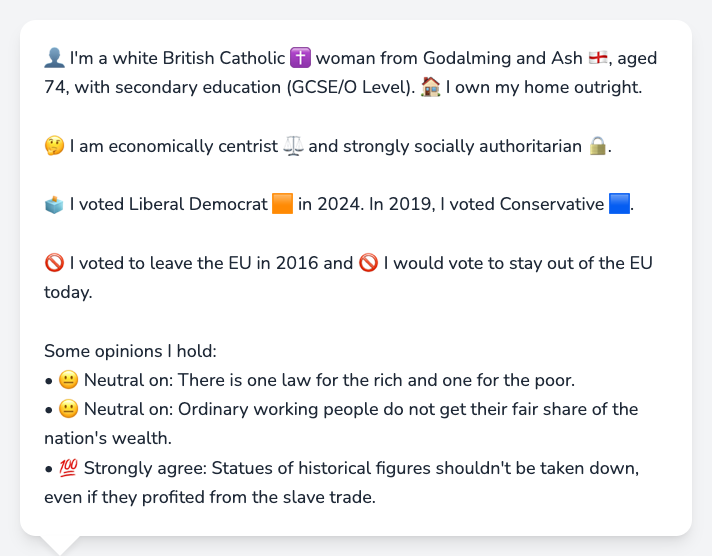 👤 I'm a white British Catholic ✝️ woman from Godalming and Ash 🏴󠁧󠁢󠁥󠁮󠁧󠁿, aged
74, with secondary education (GCSE/O Level). 🏠 I own my home outright.
🤔 I am economically centrist ⚖️ and strongly socially authoritarian 🔒.
🗳️ I voted Liberal Democrat 🟧 in 2024. In 2019, I voted Conservative 🟦.
🚫 I voted to leave the EU in 2016 and 🚫 I would vote to stay out of the EU
today.
Some opinions I hold:
• 😐 Neutral on: There is one law for the rich and one for the poor.
• 😐 Neutral on: Ordinary working people do not get their fair share of the
nation's wealth.
• 💯 Strongly agree: Statues of historical figures shouldn't be taken down,
even if they profited from the slave trade.